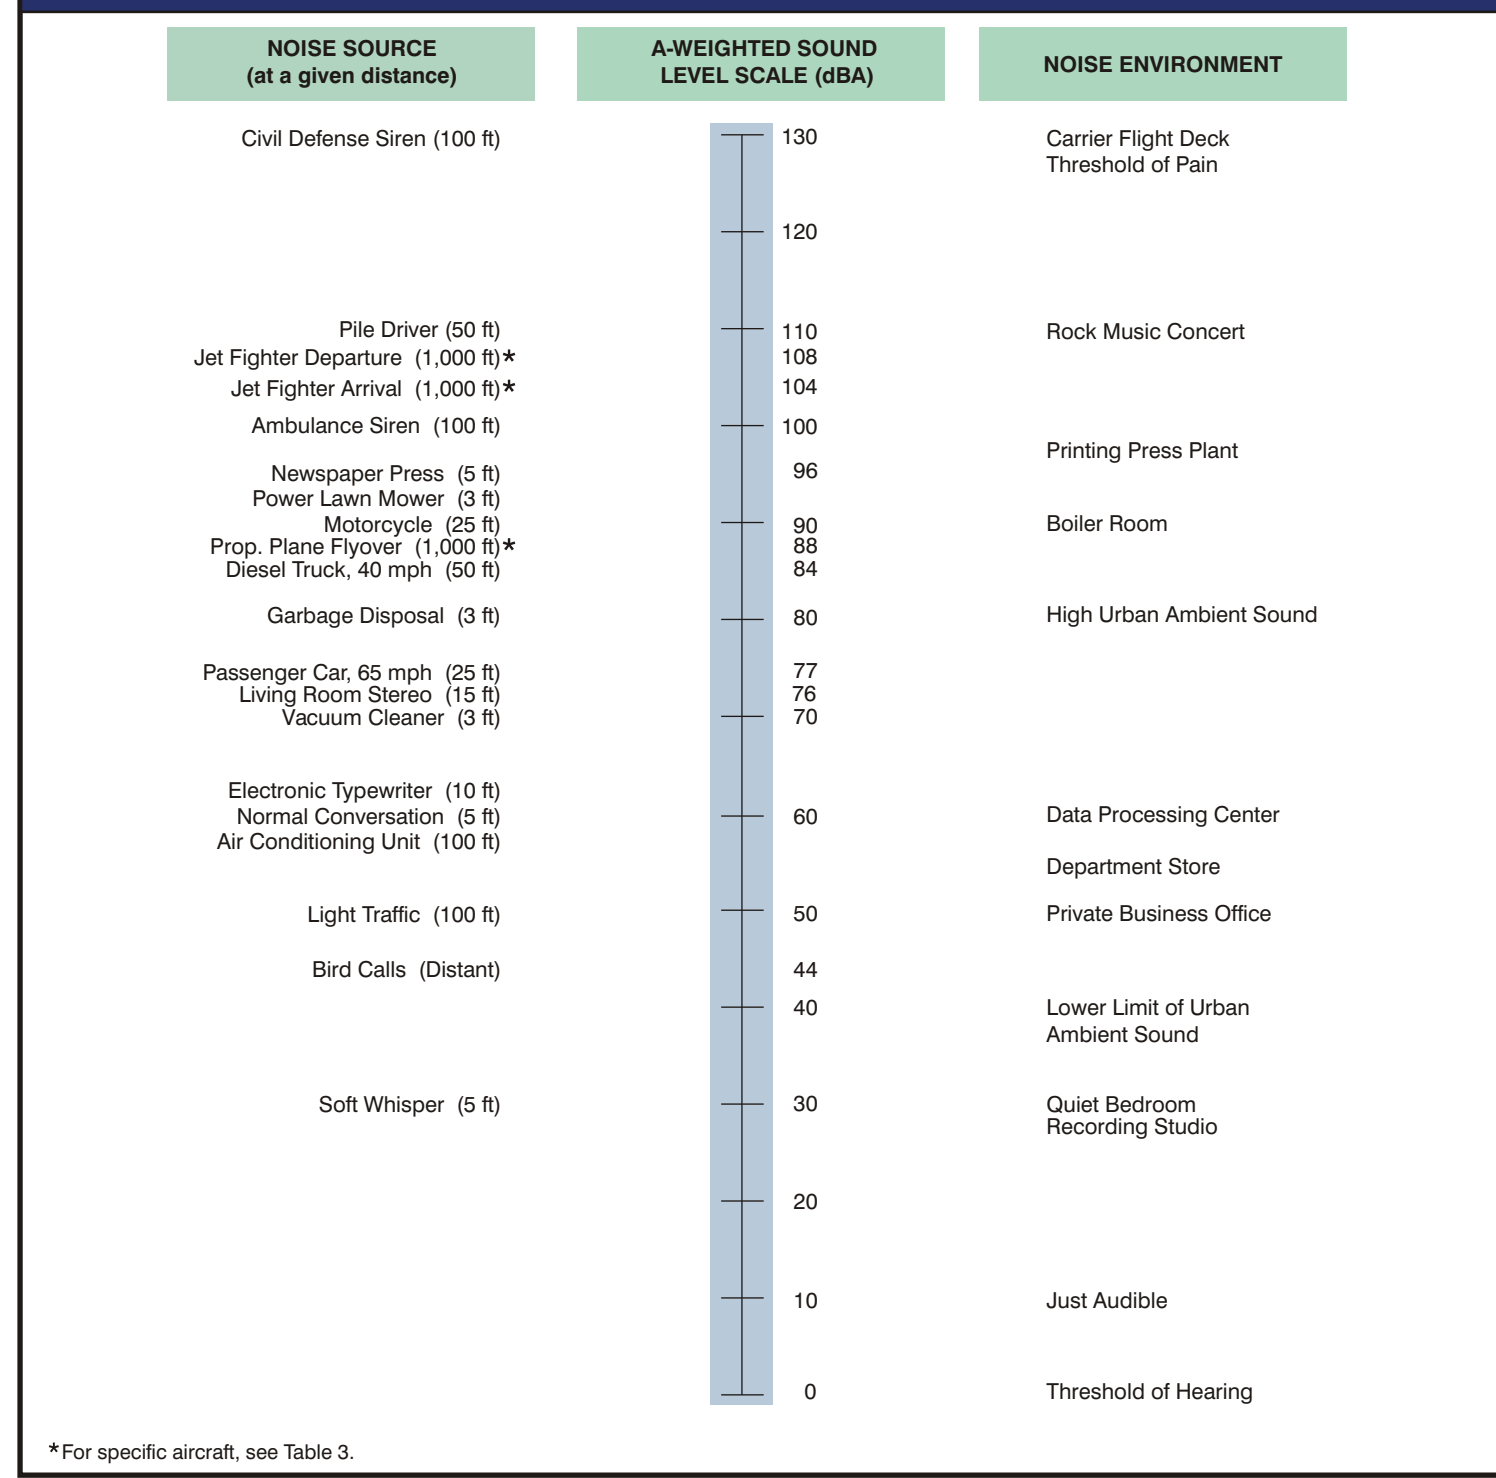 NOISE SOURCE
(at a given distance)
A-WEIGHTED SOUND
LEVEL SCALE (dBA)
NOISE ENVIRONMENT
Civil Defense Siren (100 ft)
130
Carrier Flight Deck
Threshold of Pain
120
Pile Driver (50 ft)
110
Rock Music Concert
Jet Fighter Departure (1,000 ft)*
108
Jet Fighter Arrival (1,000 ft)*
104
Ambulance Siren (100 ft)
100
Printing Press Plant
Newspaper Press (5 ft)
96
Power Lawn Mower (3 ft)
Motorcycle (25 ft)
90
Boiler Room
Prop. Plane Flyover (1,000 ft)*
88
Diesel Truck, 40 mph (50 ft)
84
Garbage Disposal (3 ft)
80
High Urban Ambient Sound
Passenger Car, 65 mph (25 ft)
77
Living Room Stereo (15 ft)
76
Vacuum Cleaner (3 ft)
70
Electronic Typewriter (10 ft)
Normal Conversation (5 ft)
60
Data Processing Center
Air Conditioning Unit (100 ft)
Department Store
Light Traffic (100 ft)
50
Private Business Office
Bird Calls (Distant)
44
40
Lower Limit of Urban
Ambient Sound
Soft Whisper (5 ft)
30
Quiet Bedroom
Recording Studio
20
10
Just Audible
0
Threshold of Hearing
*For specific aircraft, see Table 3.